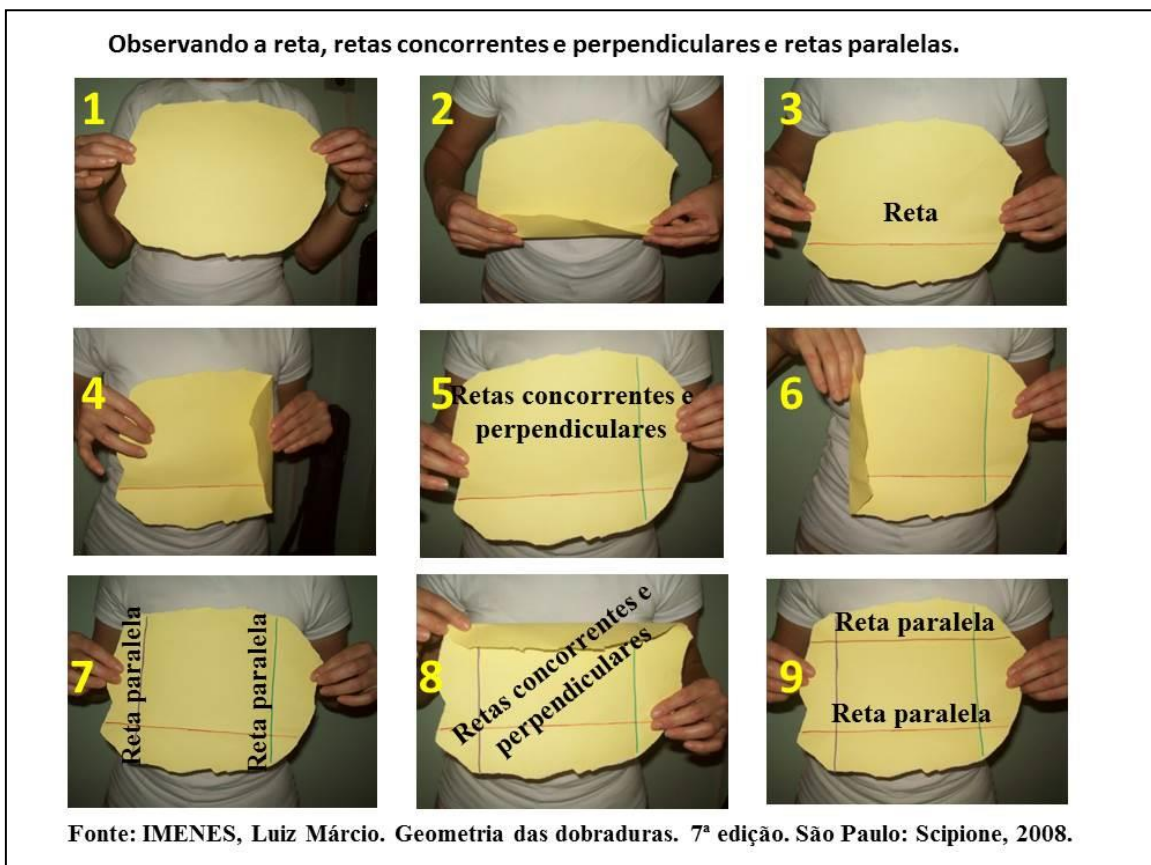 Observando a reta, retas concorrentes e perpendiculares e retas paralelas.
1
2
3
Reta
4
5
Retas concorrentes e
perpendiculares
6
7
Reta paralela
Reta paralela
8
Retas concorrentes e
perpendiculares
9
Reta paralela
Reta paralela
Fonte: IMENES, Luiz Márcio. Geometria das dobraduras. 7ª edição. São Paulo: Scipione, 2008.